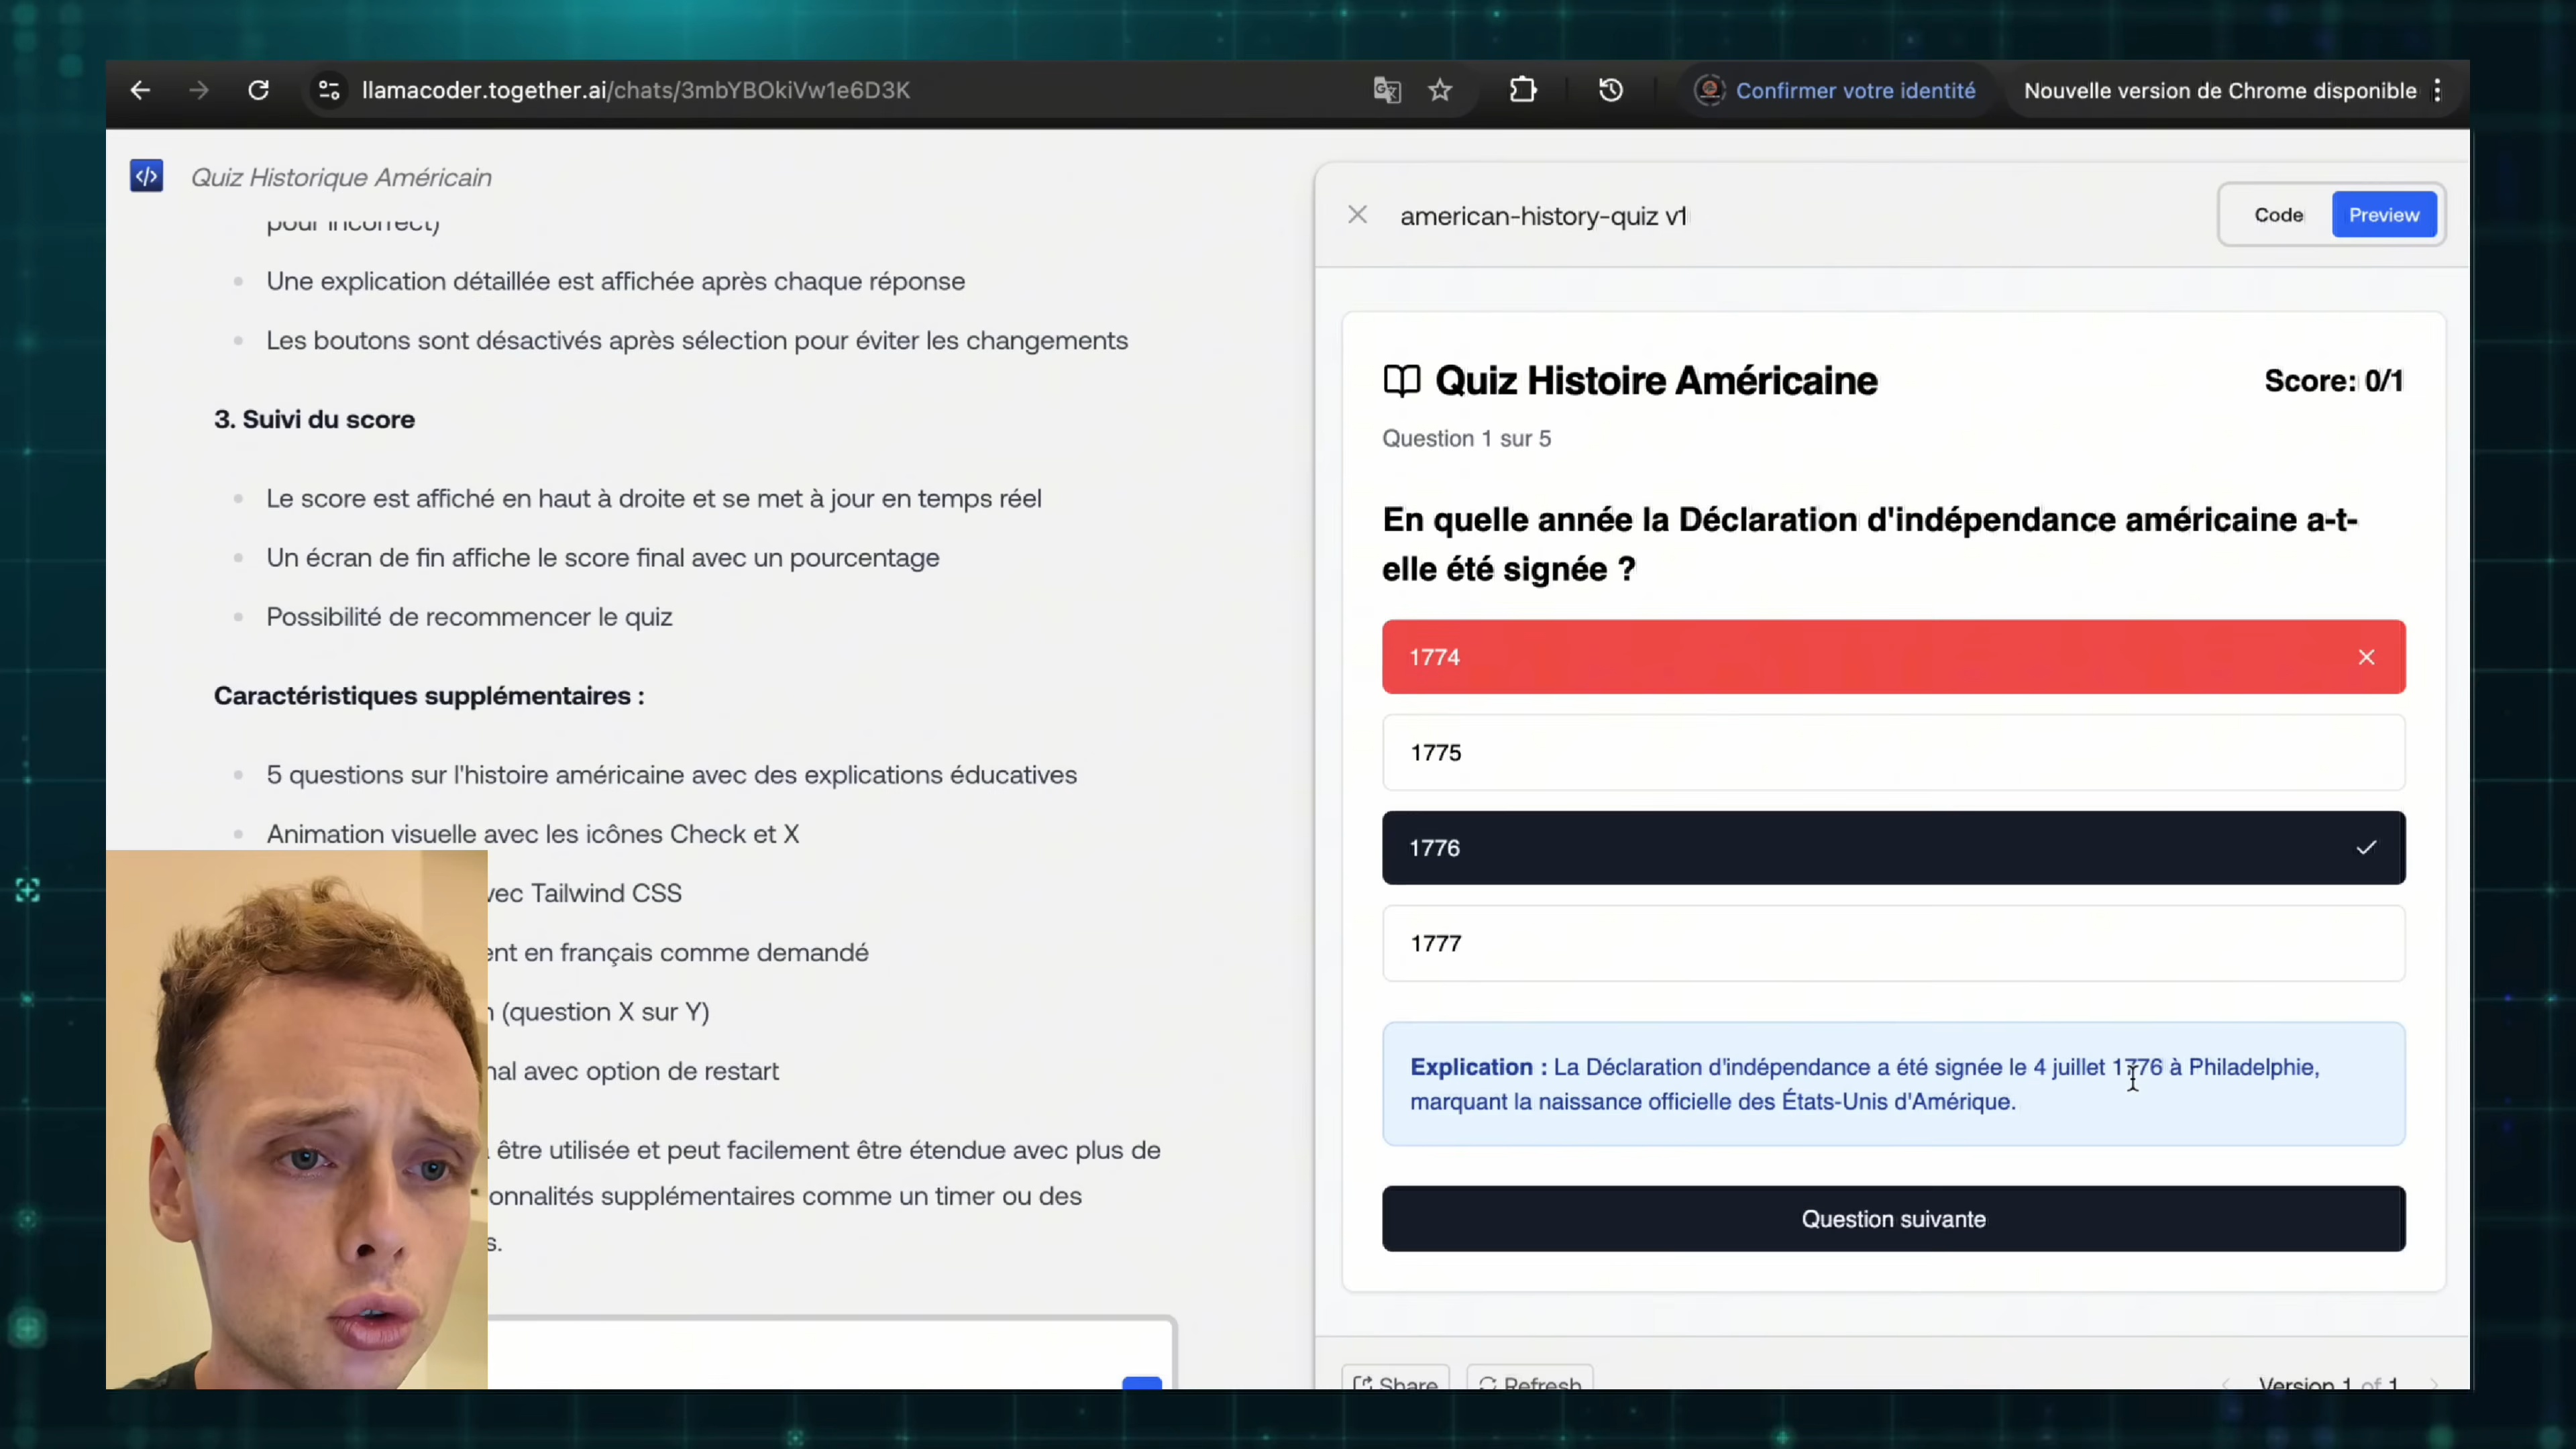 llamacoder.together.ai/chats/3mbYBOkiVw1e6D3K
Confirmer votre identité
Nouvelle version de Chrome disponible
Quiz Historique Américain
pour incorrect)
Une explication détaillée est affichée après chaque réponse
Les boutons sont désactivés après sélection pour éviter les changements
3. Suivi du score
Le score est affiché en haut à droite et se met à jour en temps réel
Un écran de fin affiche le score final avec un pourcentage
Possibilité de recommencer le quiz
Caractéristiques supplémentaires :
5 questions sur l'histoire américaine avec des explications éducatives
Animation visuelle avec les icônes Check et X
vec Tailwind CSS
ent en français comme demandé
(question X sur Y)
nal avec option de restart
être utilisée et peut facilement être étendue avec plus de
onnalités supplémentaires comme un timer ou des
s.
american-history-quiz v1
Code
Preview
Quiz Histoire Américaine
Score: 0/1
Question 1 sur 5
En quelle année la Déclaration d'indépendance américaine a-t-
elle été signée ?
1774
1775
1776
1777
Explication : La Déclaration d'indépendance a été signée le 4 juillet 1776 à Philadelphie,
marquant la naissance officielle des États-Unis d'Amérique.
Question suivante
Share
Refresh
Version 1 of 1